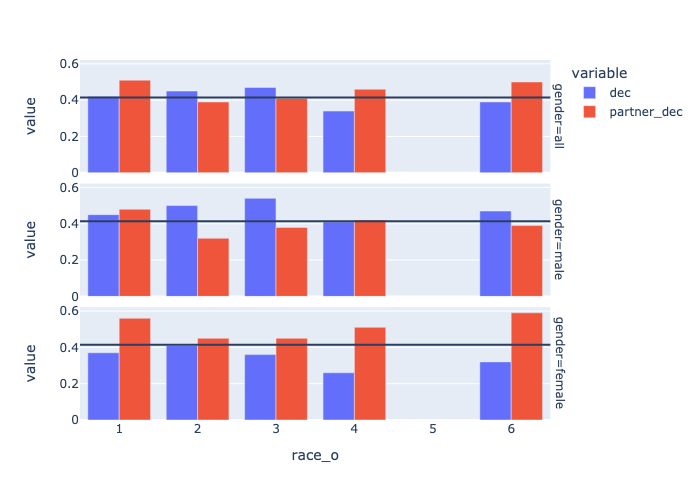 0.6
0.4
0.2
0
value
gender=all
variable
dec
partner_dec
0.6
0.4
0.2
0
value
gender=male
0.6
0.4
0.2
0
value
gender=female
1 2 3 4 5 6
race_o